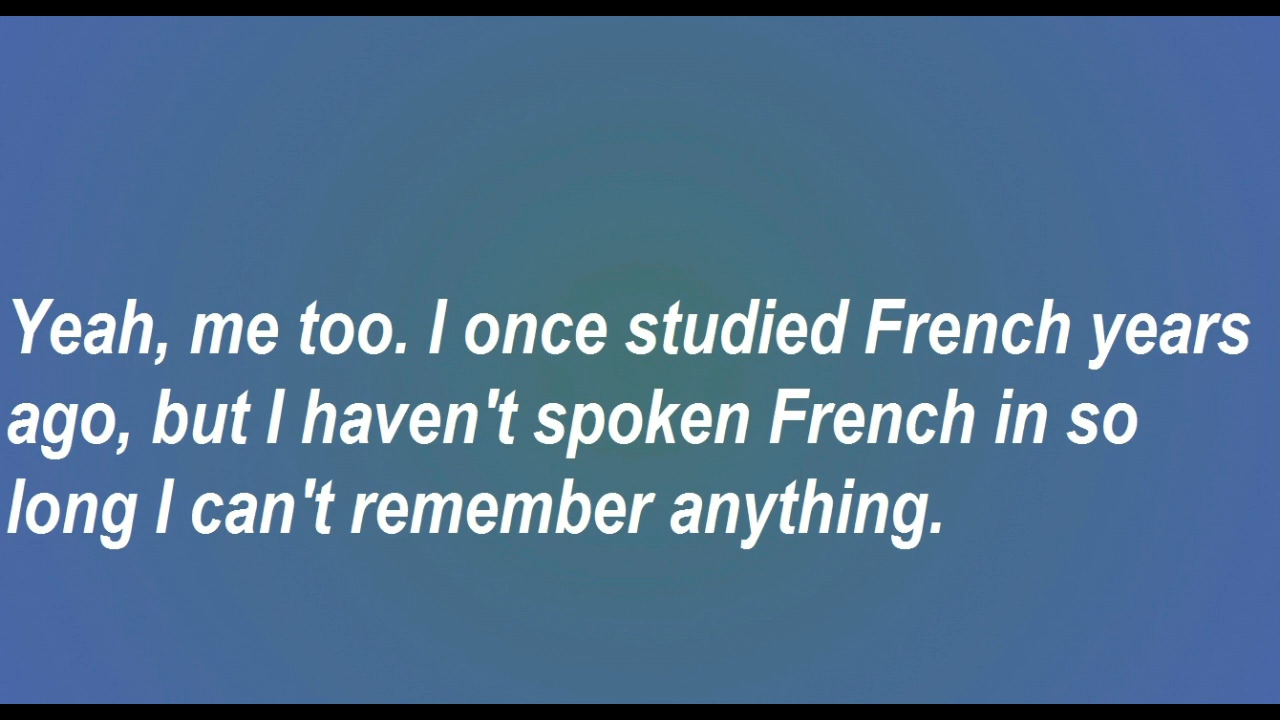 Yeah, me too. I once studied French years
ago, but I haven't spoken French in so
long I can't remember anything.